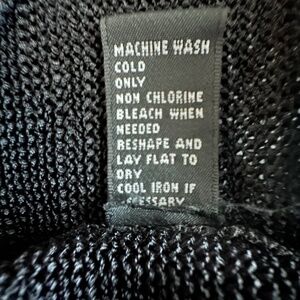 MACHINE WASH
COLD
ONLY
NON CHLORINE
BLEACH WHEN
NEEDED
RESHAPE AND
LAY FLAT TO
DRY
COOL IRON IF